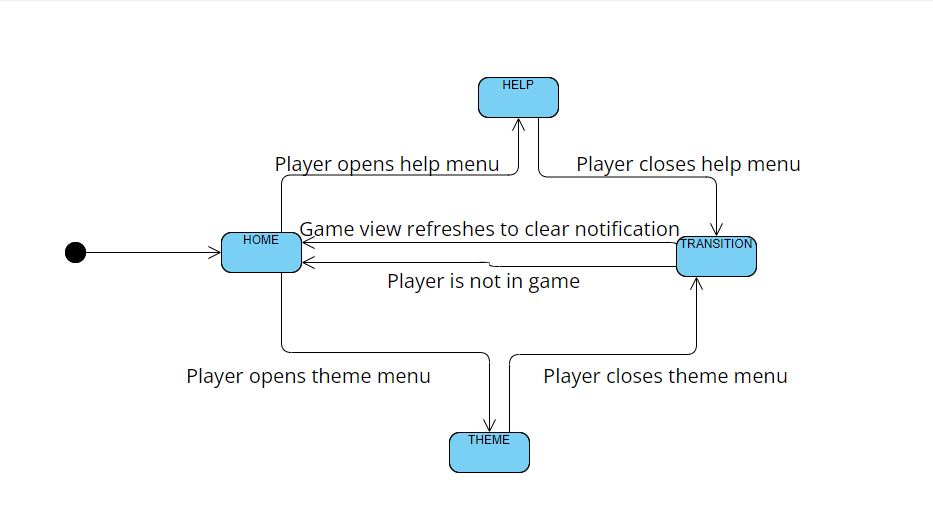 HELP
Player opens help menu
Player closes help menu
Game view refreshes to clear notification
HOME
TRANSITION
Player is not in game
Player opens theme menu
Player closes theme menu
THEME